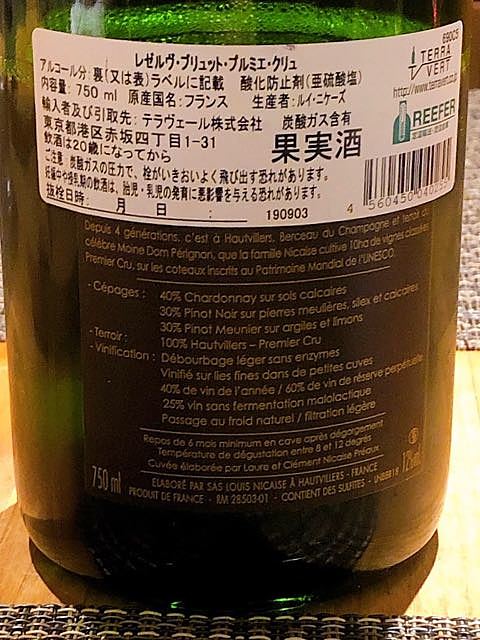 レゼルヴ・ブリュット・プルミエ・クリュ
アルコール分: 裏(又は表)ラベルに記載 酸化防止剤(亜硫酸塩)
内容量: 750 ml 原産国名: フランス 生産者: ルイ・ニケーズ
輸入者及び引取先: テラヴェール株式会社 炭酸ガス含有
東京都港区赤坂四丁目1-31
飲酒は20歳になってから
果実酒
ご注意: 炭酸ガスの圧力で、栓がいきおいよく飛び出す恐れがあります。
妊娠中や授乳期の飲酒は、胎児・乳児の発育に悪影響を与える恐れがあります。
抜栓日時: 月 日 :
190903
690C5
TERRA VERT
http://www.terravert.co.jp
REEFER
4 560450 040255
Depuis 4 générations, c'est à Hautvillers, Berceau du Champagne et terroir du
célèbre Moine Dom Pérignon, que la famille Nicaise cultive 10ha de vignes classées
Premier Cru, sur les coteaux inscrits au Patrimoine Mondial de l'UNESCO.
- Cépages : 40% Chardonnay sur sols calcaires
30% Pinot Noir sur pierres meulières, silex et calcaires
30% Pinot Meunier sur argiles et limons
- Terroir : 100% Hautvillers – Premier Cru
- Vinification : Débourbage léger sans enzymes
Vinifié sur lies fines dans de petites cuves
40% de vin de l'année / 60% de vin de réserve perpétuelle
25% vin sans fermentation malolactique
Passage au froid naturel / filtration légère
Repos de 6 mois minimum en cave après dégorgement
Température de dégustation entre 8 et 12 degrés
Cuvée élaborée par Laure et Clément Nicaise Préaux
750 ml
ÉLABORÉ PAR SAS LOUIS NICAISE À HAUTVILLERS - FRANCE
PRODUIT DE FRANCE - RM 28503-01 - CONTIENT DES SULFITES - LNBBR18
12%